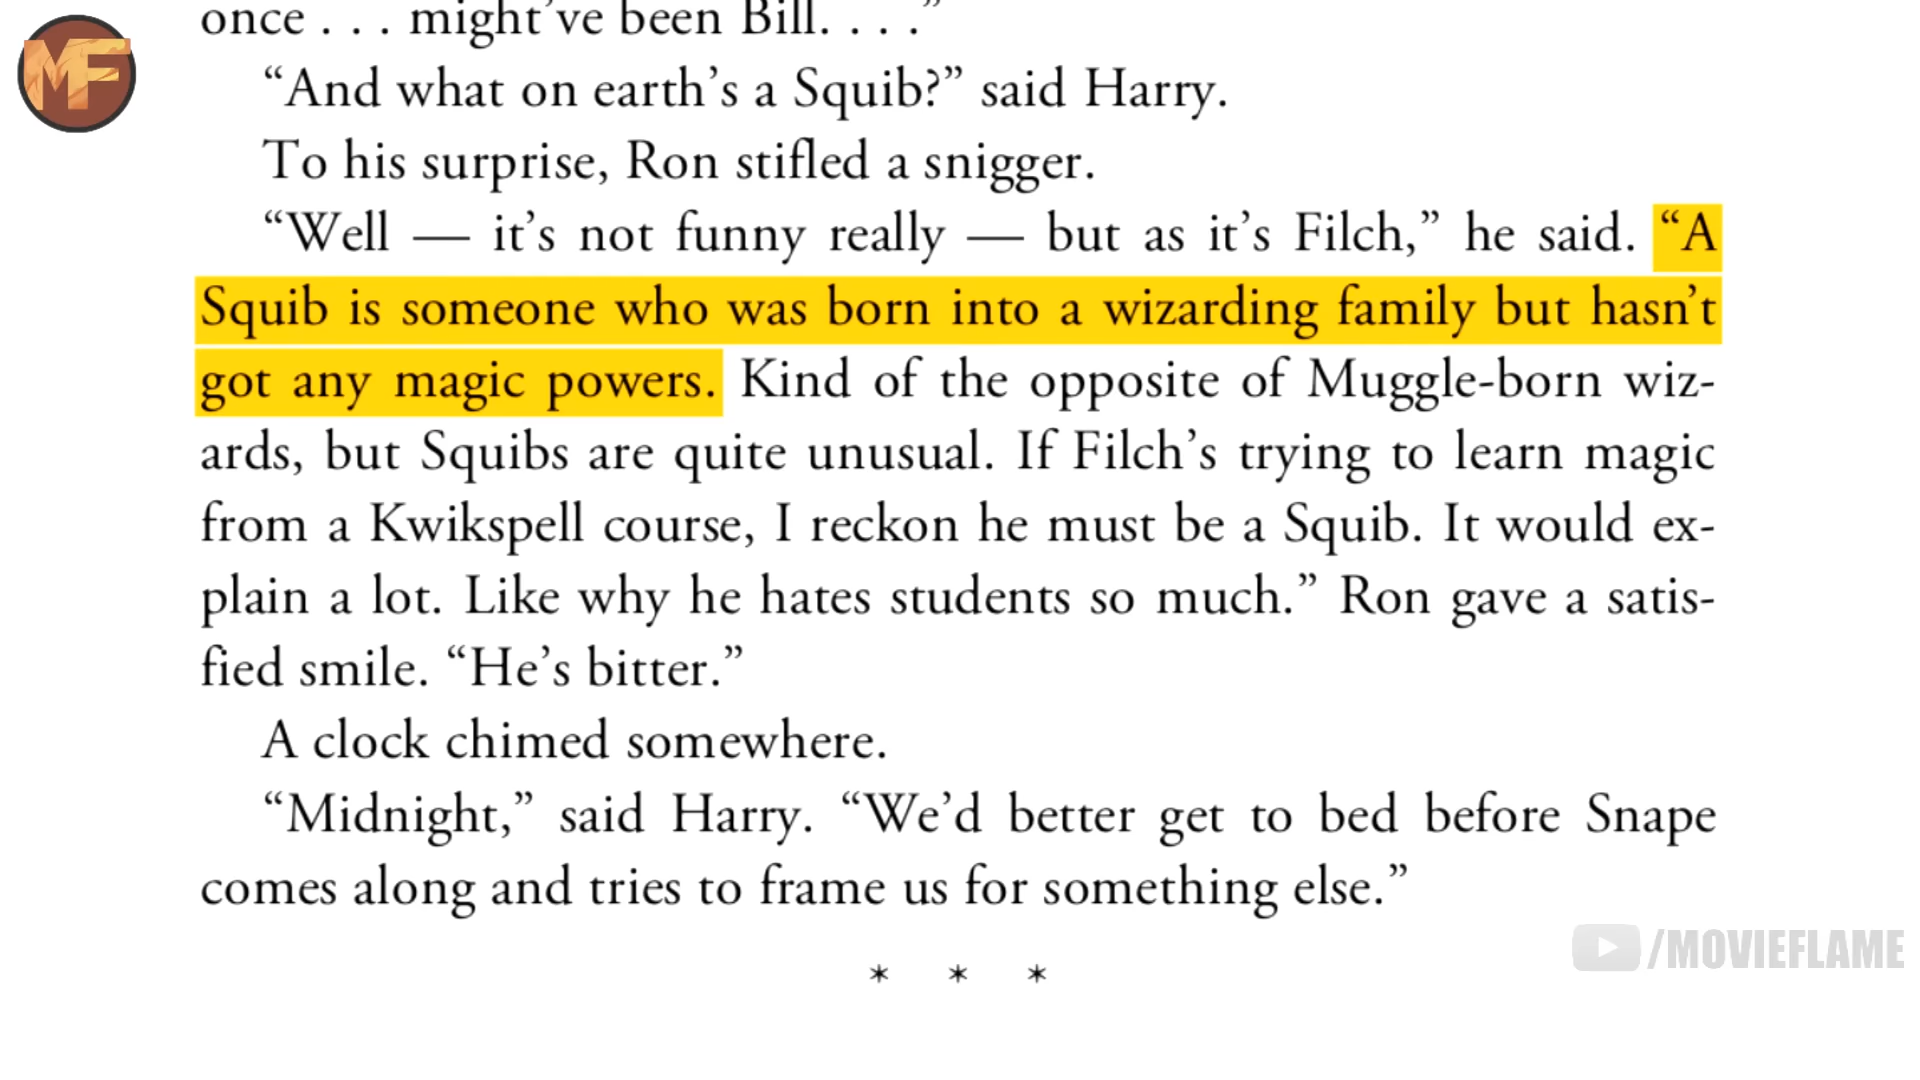 MF
once . . . might’ve been Bill. . . .”
“And what on earth’s a Squib?” said Harry.
To his surprise, Ron stifled a snigger.
“Well — it’s not funny really — but as it’s Filch,” he said. “A
Squib is someone who was born into a wizarding family but hasn’t
got any magic powers. Kind of the opposite of Muggle-born wiz-
ards, but Squibs are quite unusual. If Filch’s trying to learn magic
from a Kwikspell course, I reckon he must be a Squib. It would ex-
plain a lot. Like why he hates students so much.” Ron gave a satis-
fied smile. “He’s bitter.”
A clock chimed somewhere.
“Midnight,” said Harry. “We’d better get to bed before Snape
comes along and tries to frame us for something else.”
/MOVIEFLAME
* * *